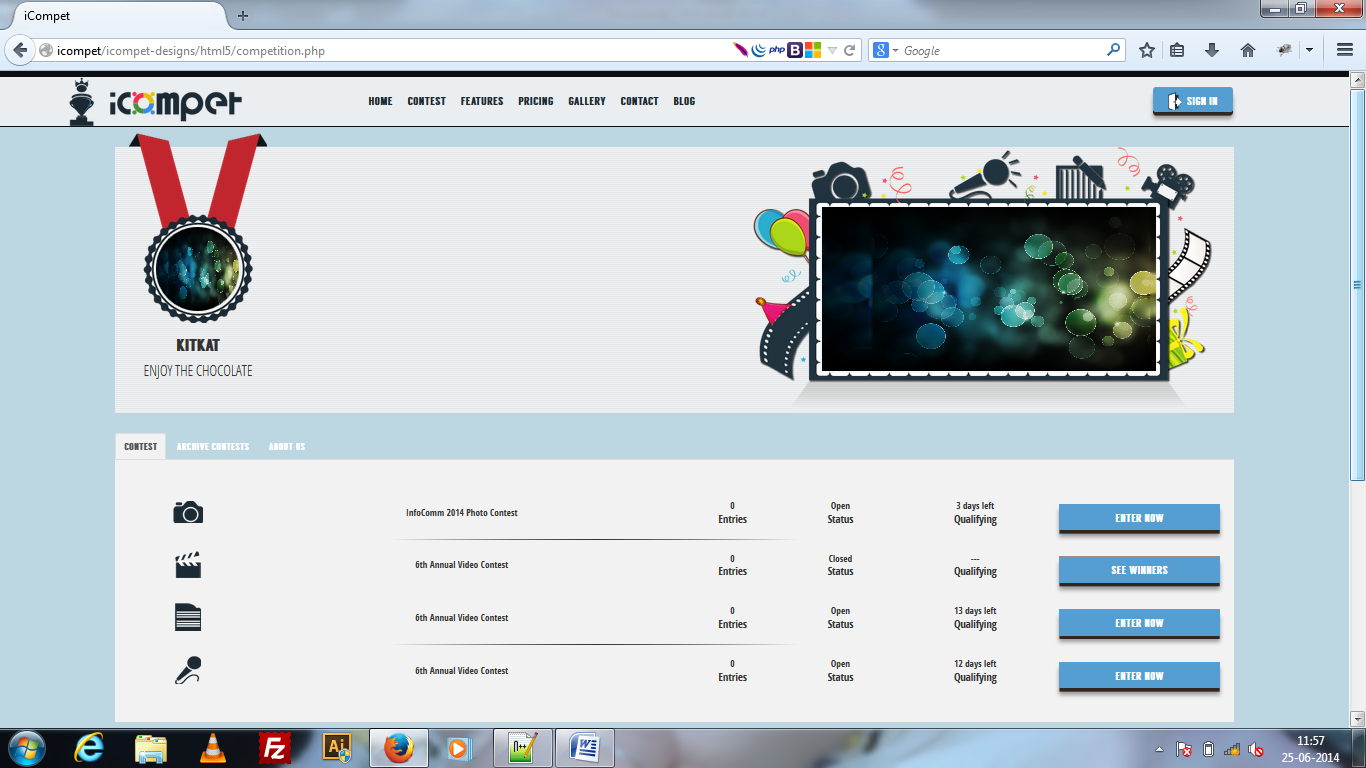 iCompet
icompet/icompet-designs/html5/competition.php
php
B
8
Google
icompet
HOME CONTEST FEATURES PRICING GALLERY CONTACT BLOG
SIGN IN
KITKAT
ENJOY THE CHOCOLATE
CONTEST ARCHIVE CONTESTS ABOUT US
InfoComm 2014 Photo Contest
0
Entries
Open
Status
3 days left
Qualifying
ENTER NOW
6th Annual Video Contest
0
Entries
Closed
Status
---
Qualifying
SEE WINNERS
6th Annual Video Contest
0
Entries
Open
Status
13 days left
Qualifying
ENTER NOW
6th Annual Video Contest
0
Entries
Open
Status
12 days left
Qualifying
ENTER NOW
Fz
Ai
W
11:57
25-06-2014